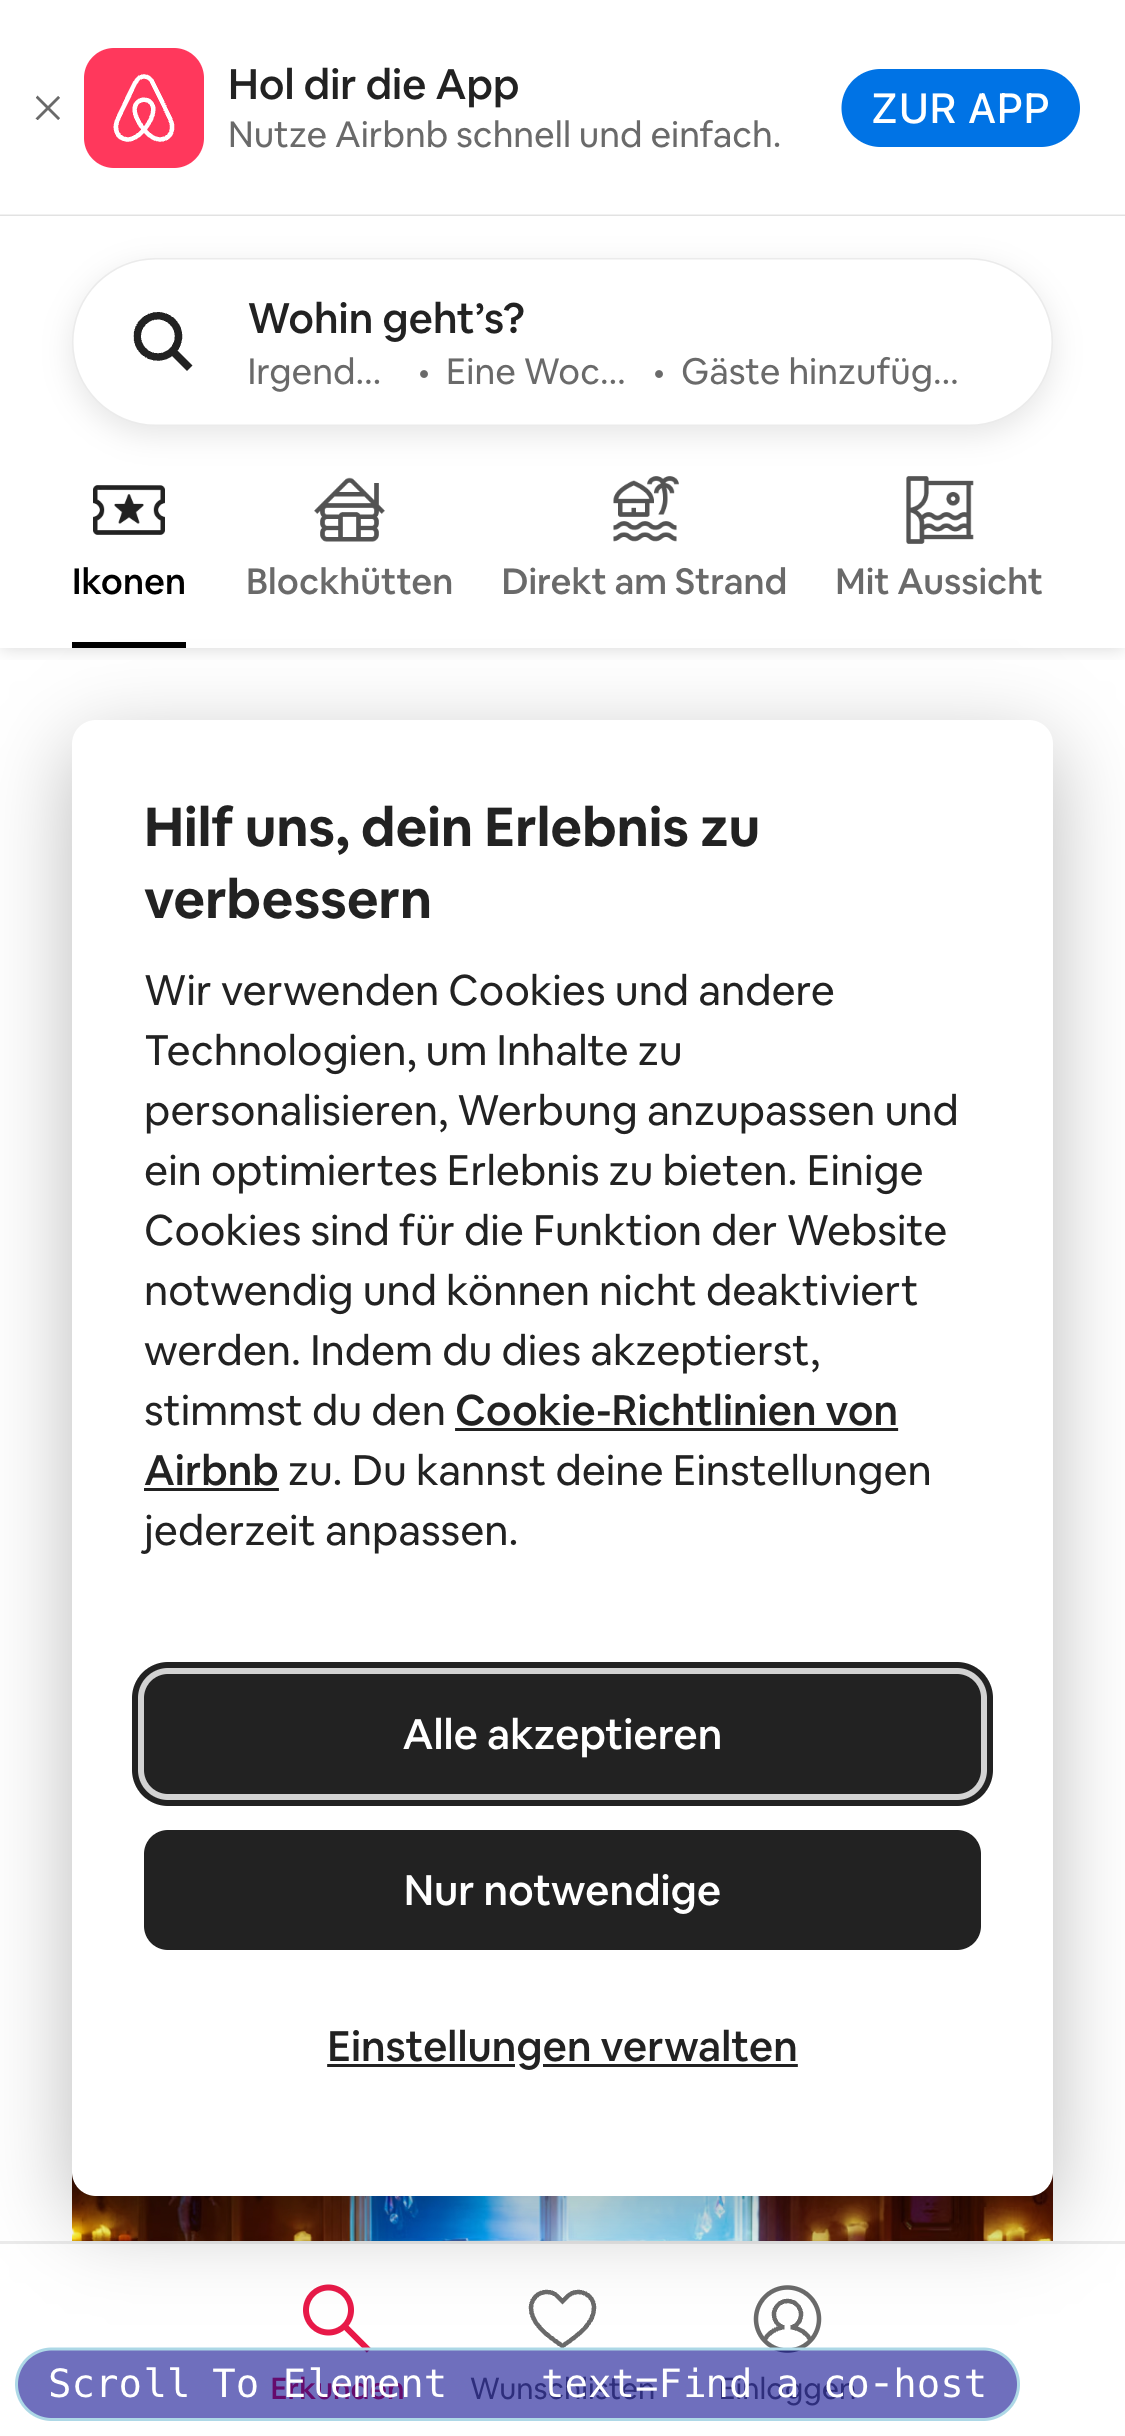 Hol dir die App
Nutze Airbnb schnell und einfach.
ZUR APP
Wohin geht's?
Irgend... • Eine Woc... • Gäste hinzufüg...
Ikonen
Blockhütten
Direkt am Strand
Mit Aussicht
Hilf uns, dein Erlebnis zu
verbessern
Wir verwenden Cookies und andere
Technologien, um Inhalte zu
personalisieren, Werbung anzupassen und
ein optimiertes Erlebnis zu bieten. Einige
Cookies sind für die Funktion der Website
notwendig und können nicht deaktiviert
werden. Indem du dies akzeptierst,
stimmst du den Cookie-Richtlinien von
Airbnb zu. Du kannst deine Einstellungen
jederzeit anpassen.
Alle akzeptieren
Nur notwendige
Einstellungen verwalten
Erkunden
Wunschlisten
Einloggen
Scroll To Element text=Find a co-host